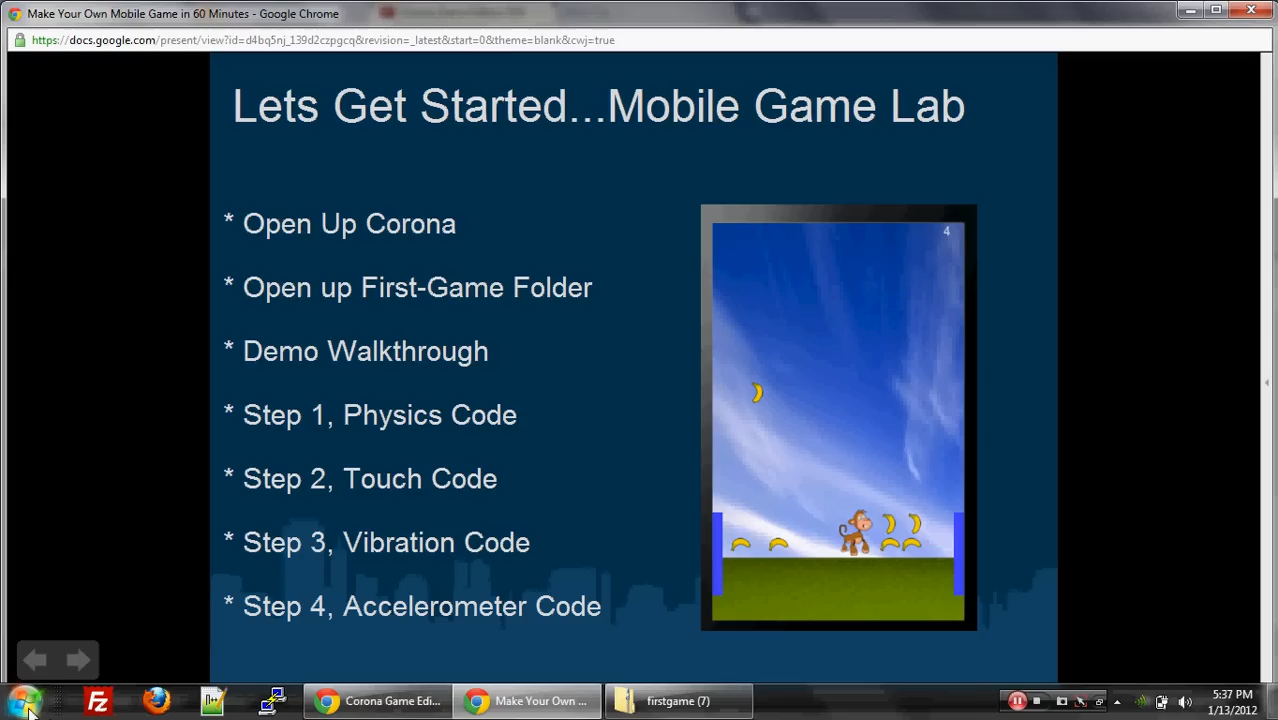 Make Your Own Mobile Game in 60 Minutes - Google Chrome
https://docs.google.com/present/view?id=d4bq5nj_139d2czpgcq&revision=_latest&start=0&theme=blank&cwj=true
Lets Get Started...Mobile Game Lab
* Open Up Corona
* Open up First-Game Folder
* Demo Walkthrough
* Step 1, Physics Code
* Step 2, Touch Code
* Step 3, Vibration Code
* Step 4, Accelerometer Code
4
Corona Game Edi...
Make Your Own ...
firstgame (7)
5:37 PM
1/13/2012